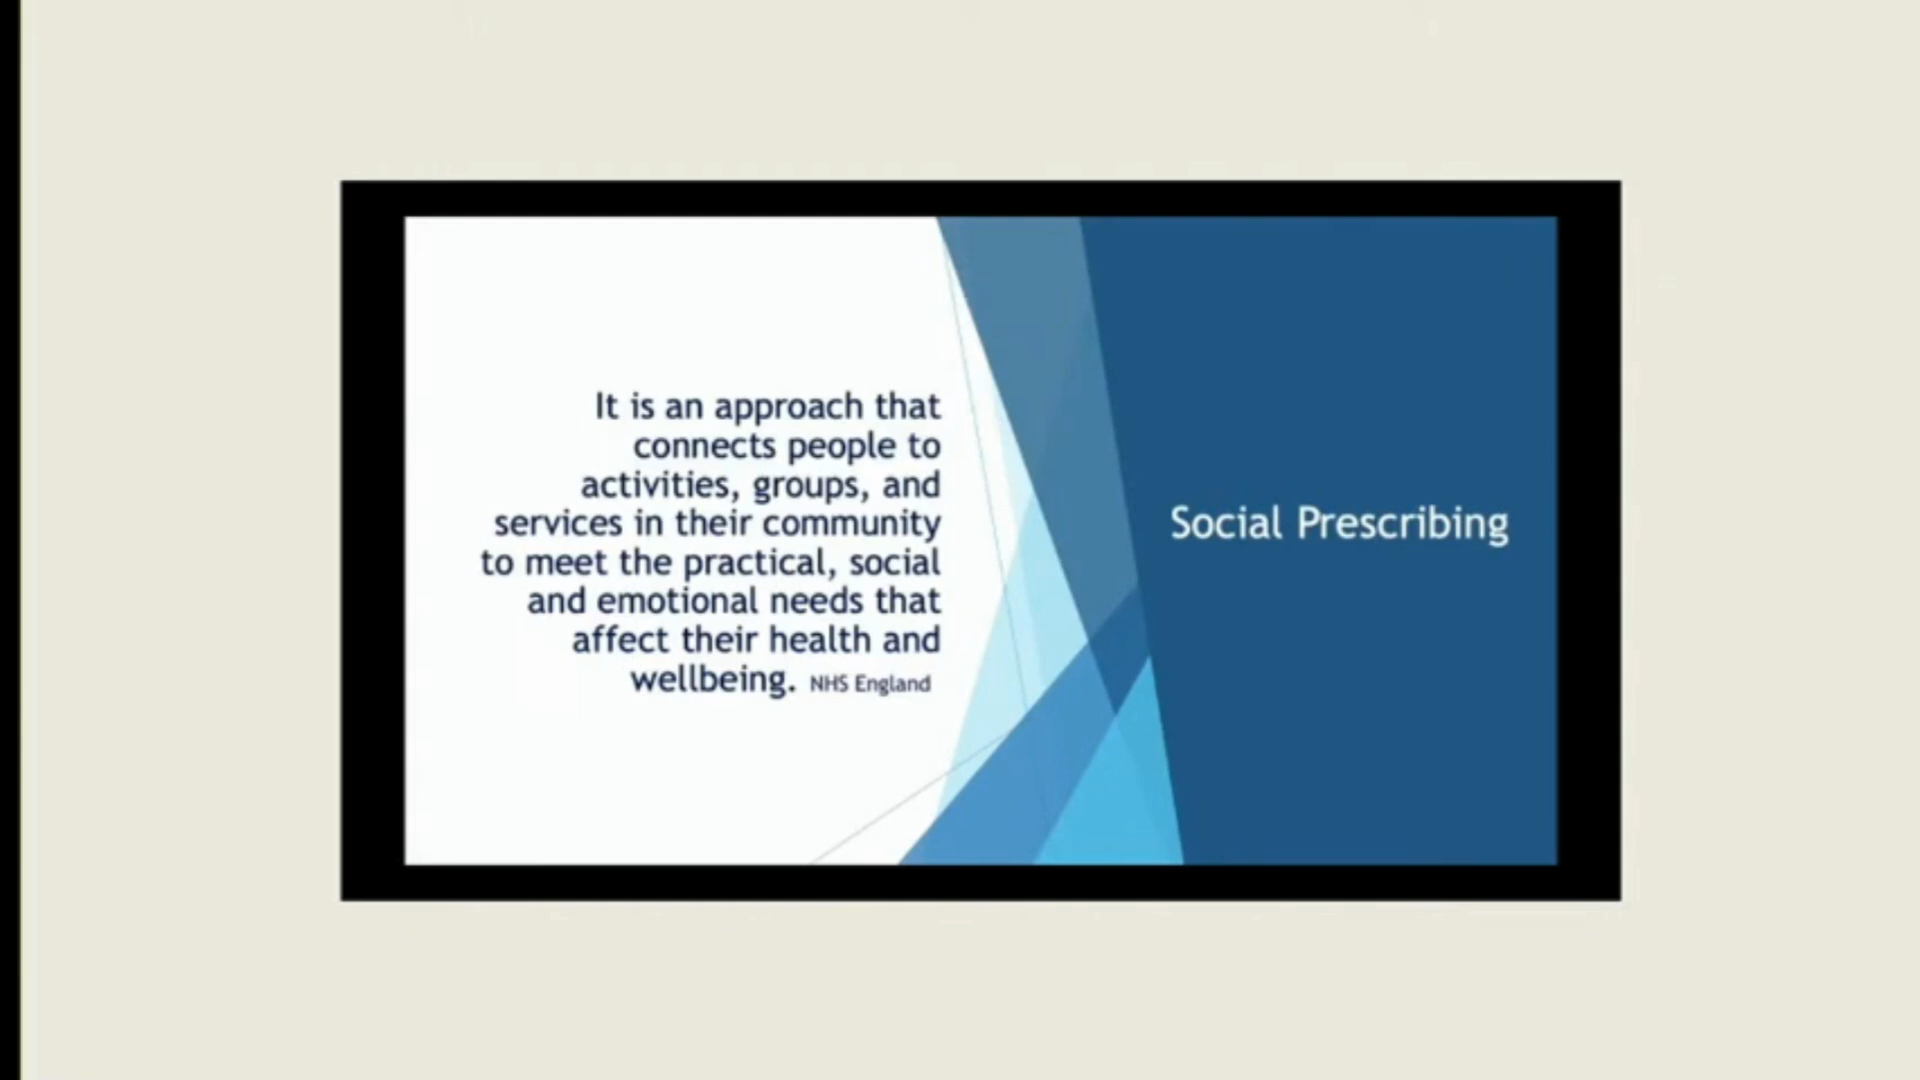 It is an approach that
connects people to
activities, groups, and
services in their community
to meet the practical, social
and emotional needs that
affect their health and
wellbeing. NHS England
Social Prescribing